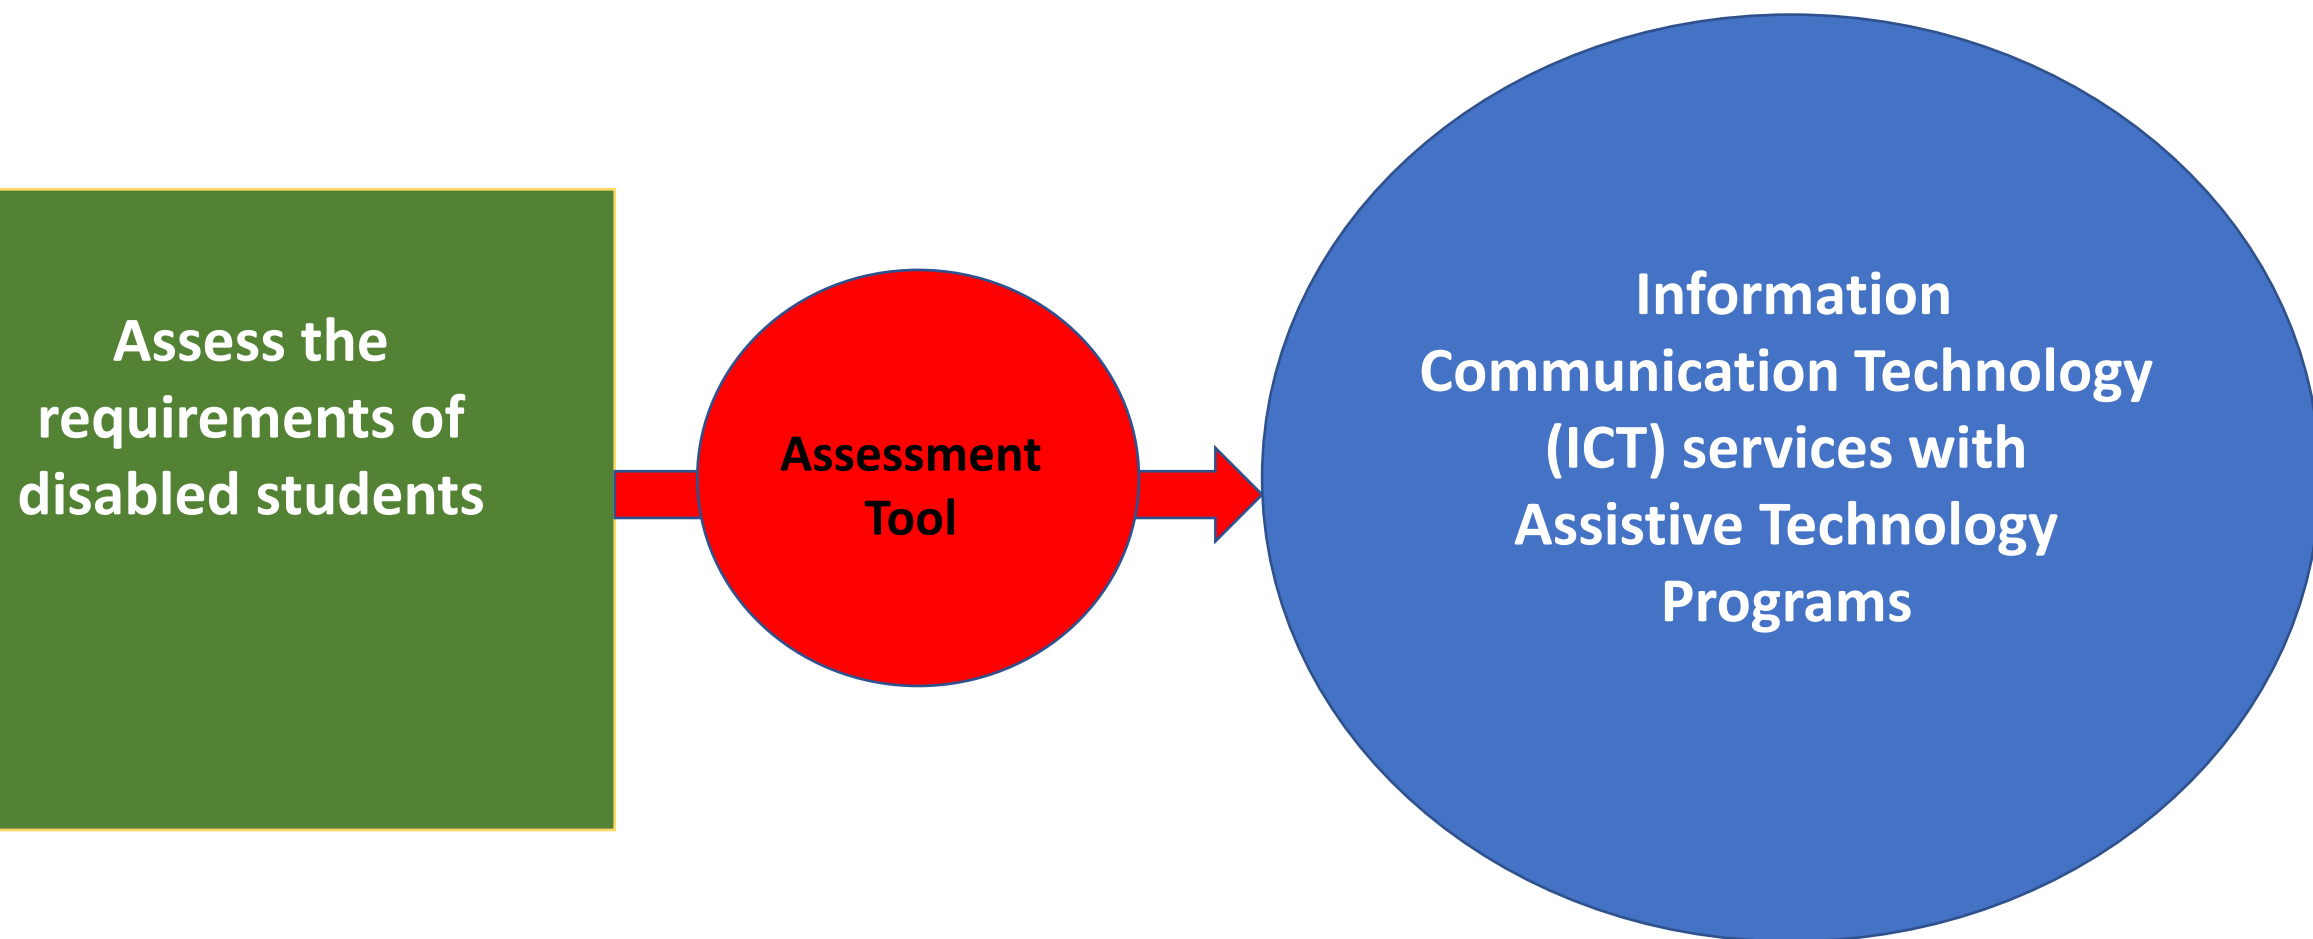 Assess the
requirements of
disabled students
Assessment
Tool
Information
Communication Technology
(ICT) services with
Assistive Technology
Programs